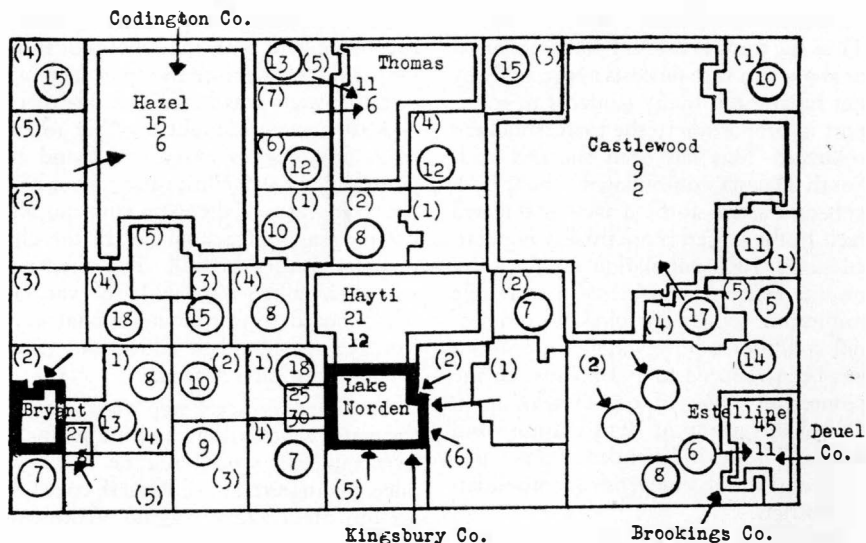 Codington Co.
(4) 13 (5) Thomas (3) (1)
15 15 10
Hazel 11
15 (7) 6
6
(5) (4) Castlewood
(6) 9
12 12 2
(2) (1) (2) (1)
10 8 11
(5) (1)
(3) (4) (3) (4) Hayti (2) (5)
21 7 17 5
18 15 8 12 (4)
14
(2) 1) (2) (1) 18 (2) (1) (2)
8 10 Lake
Bryant 25 Norden Estelline
13 30 45
27 (4) 9 (4) 6 11 Deuel
8 (6) Co.
7 (5) (3) 7 (5) 8
Kingsbury Co. Brookings Co.